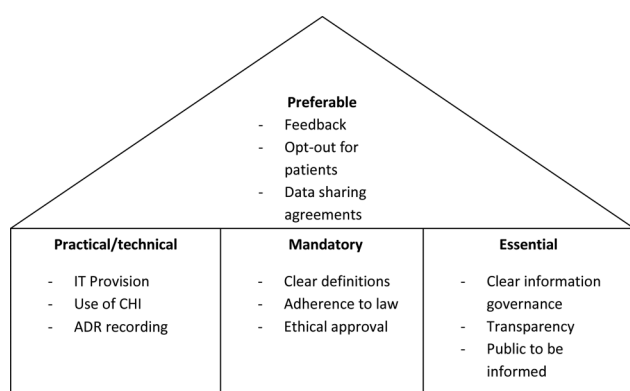 Preferable
- Feedback
- Opt-out for
patients
- Data sharing
agreements
Practical/technical
- IT Provision
- Use of CHI
- ADR recording
Mandatory
- Clear definitions
- Adherence to law
- Ethical approval
Essential
- Clear information
governance
- Transparency
- Public to be
informed